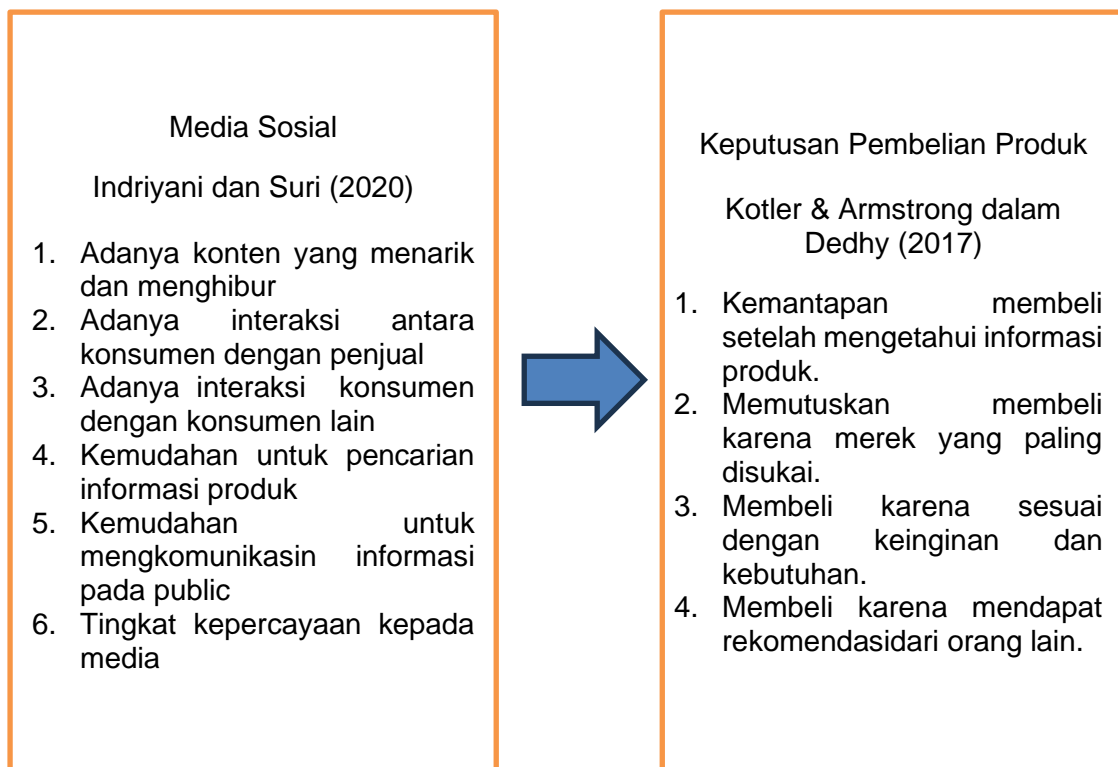 Media Sosial
Indriyani dan Suri (2020)
1. Adanya konten yang menarik
dan menghibur
2. Adanya interaksi antara
konsumen dengan penjual
3. Adanya interaksi konsumen
dengan konsumen lain
4. Kemudahan untuk pencarian
informasi produk
5. Kemudahan untuk
mengkomunikasin informasi
pada public
6. Tingkat kepercayaan kepada
media
Keputusan Pembelian Produk
Kotler & Armstrong dalam
Dedhy (2017)
1. Kemantapan membeli
setelah mengetahui informasi
produk.
2. Memutuskan membeli
karena merek yang paling
disukai.
3. Membeli karena sesuai
dengan keinginan dan
kebutuhan.
4. Membeli karena mendapat
rekomendasidari orang lain.